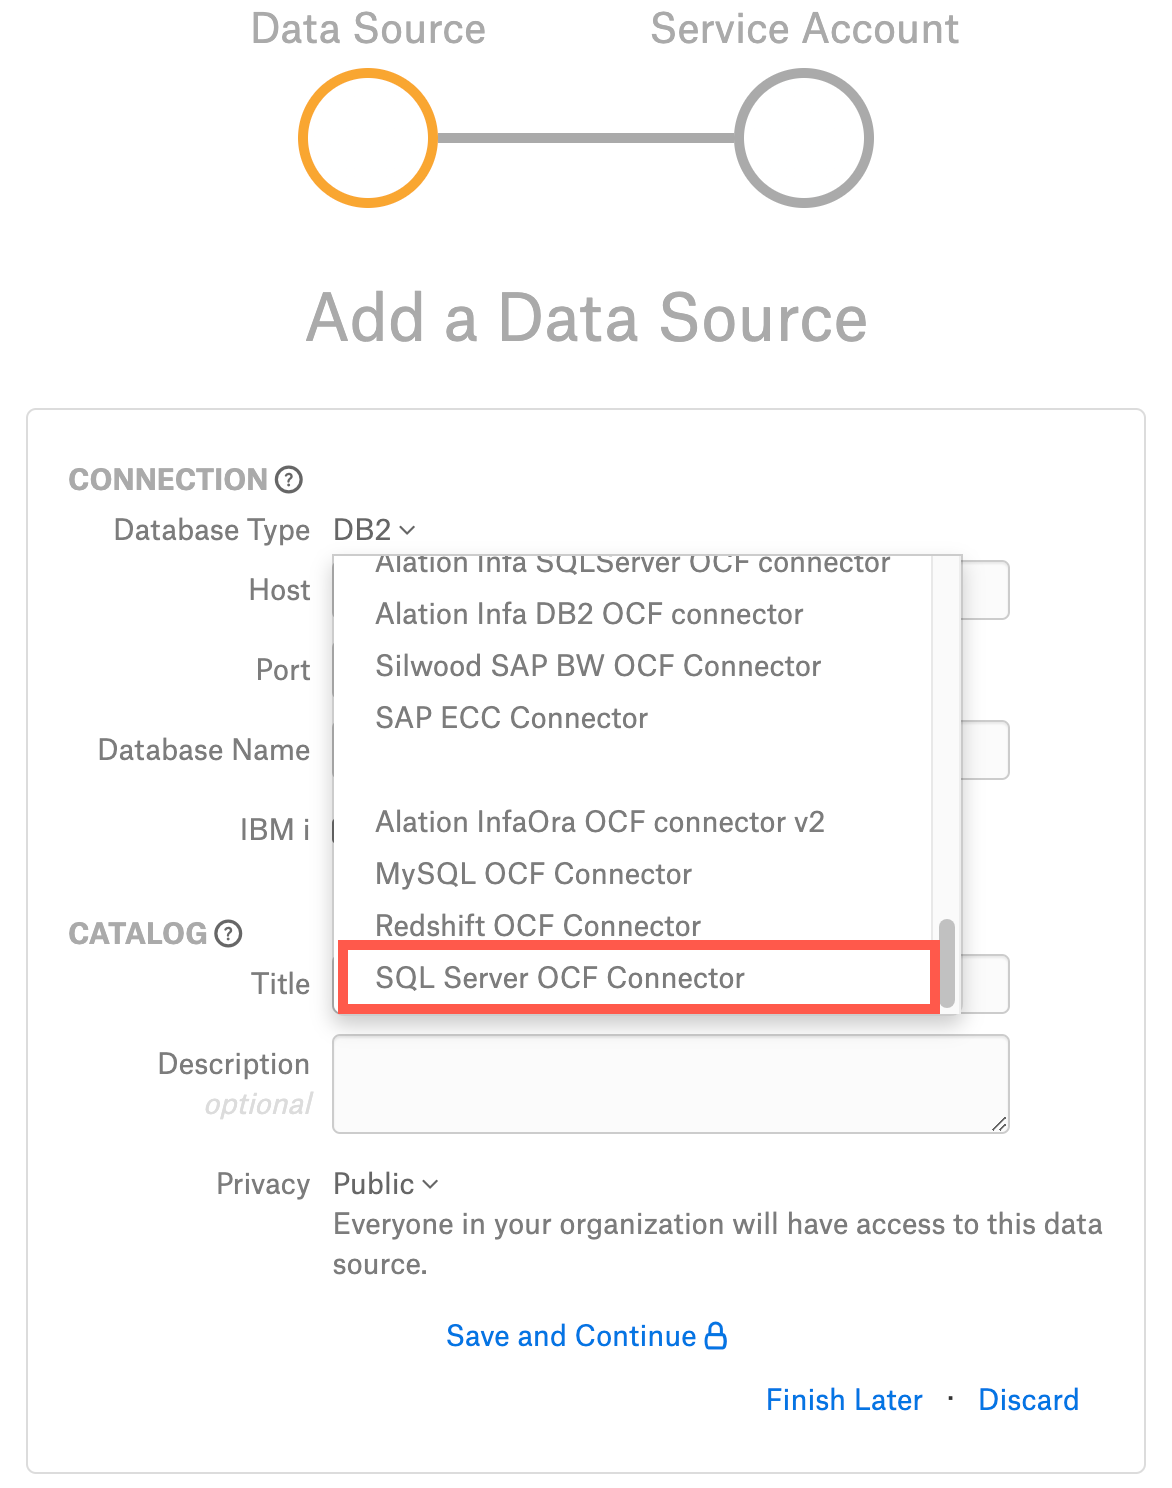 Data Source Service Account
Add a Data Source
CONNECTION ?
Database Type DB2
Alation Infa SQLServer OCF connector
Host
Alation Infa DB2 OCF connector
Silwood SAP BW OCF Connector
Port
SAP ECC Connector
Database Name
Alation InfaOra OCF connector v2
IBM i
MySQL OCF Connector
Redshift OCF Connector
CATALOG ?
SQL Server OCF Connector
Title
Description
optional
Privacy Public
Everyone in your organization will have access to this data
source.
Save and Continue
Finish Later · Discard